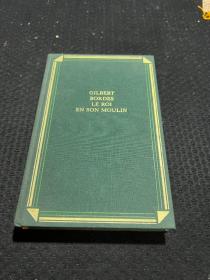 GILBERT
BORDES
LE ROI
EN SON MOULIN